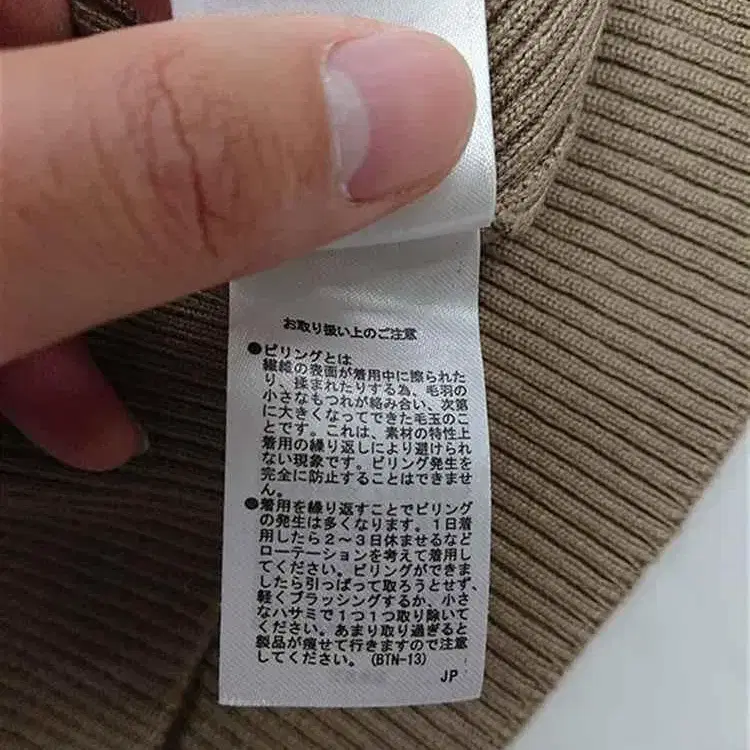 お取り扱い上のご注意
●ピリングとは
繊維の表面が着用中に擦られた
り、揉まれたりする為、毛羽の
小さなもつれが絡み合い、次第
に大きくなってできた毛玉のこ
とです。これは、素材の特性上
着用の繰り返しにより避けられ
ない現象です。ピリング発生を
完全に防止することはできませ
ん。
●着用を繰り返すことでピリング
の発生は多くなります。1日着
用したら2～3日休ませるなど
ローテーションを考えて着用し
てください。ピリングができま
したら引っぱって取ろうとせず、
軽くブラッシングするか、小さ
なハサミで1つ1つ取り除いて
ください。あまり取り過ぎると
製品が痩せて行きますので注意
してください。(BTN-13)
JP